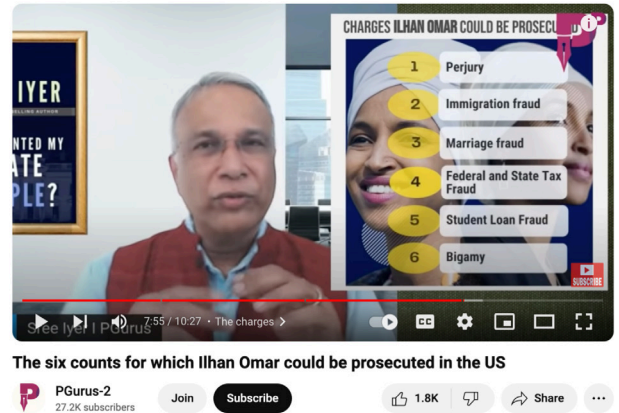 IYER
SELLING AUTHOR
NTED MY
ATE
PLE?
CHARGES ILHAN OMAR COULD BE PROSECU
1 Perjury
2 Immigration fraud
3 Marriage fraud
4 Federal and State Tax
Fraud
5 Student Loan Fraud
6 Bigamy
SUBSCRIBE
Sree Iyer I PGurus
7:55 / 10:27 • The charges >
CC
The six counts for which Ilhan Omar could be prosecuted in the US
PGurus-2
27.2K subscribers
Join
Subscribe
1.8K
Share